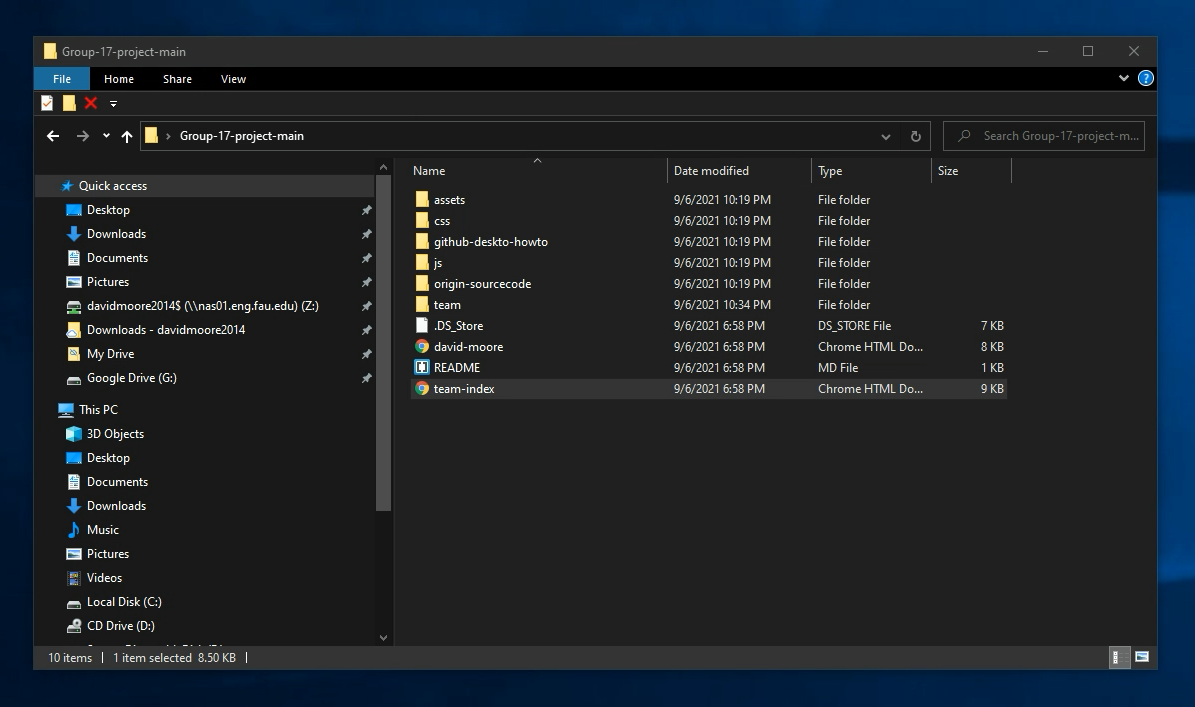 Group-17-project-main
File Home Share View
Group-17-project-main
Search Group-17-project-m...
Quick access
Desktop
Downloads
Documents
Pictures
davidmoore2014$ (\\nas01.eng.fau.edu) (Z:)
Downloads - davidmoore2014
My Drive
Google Drive (G:)
This PC
3D Objects
Desktop
Documents
Downloads
Music
Pictures
Videos
Local Disk (C:)
CD Drive (D:)
Name Date modified Type Size
assets 9/6/2021 10:19 PM File folder
css 9/6/2021 10:19 PM File folder
github-deskto-howto 9/6/2021 10:19 PM File folder
js 9/6/2021 10:19 PM File folder
origin-sourcecode 9/6/2021 10:19 PM File folder
team 9/6/2021 10:34 PM File folder
.DS_Store 9/6/2021 6:58 PM DS_STORE File 7 KB
david-moore 9/6/2021 6:58 PM Chrome HTML Do... 8 KB
README 9/6/2021 6:58 PM MD File 1 KB
team-index 9/6/2021 6:58 PM Chrome HTML Do... 9 KB
10 items 1 item selected 8.50 KB